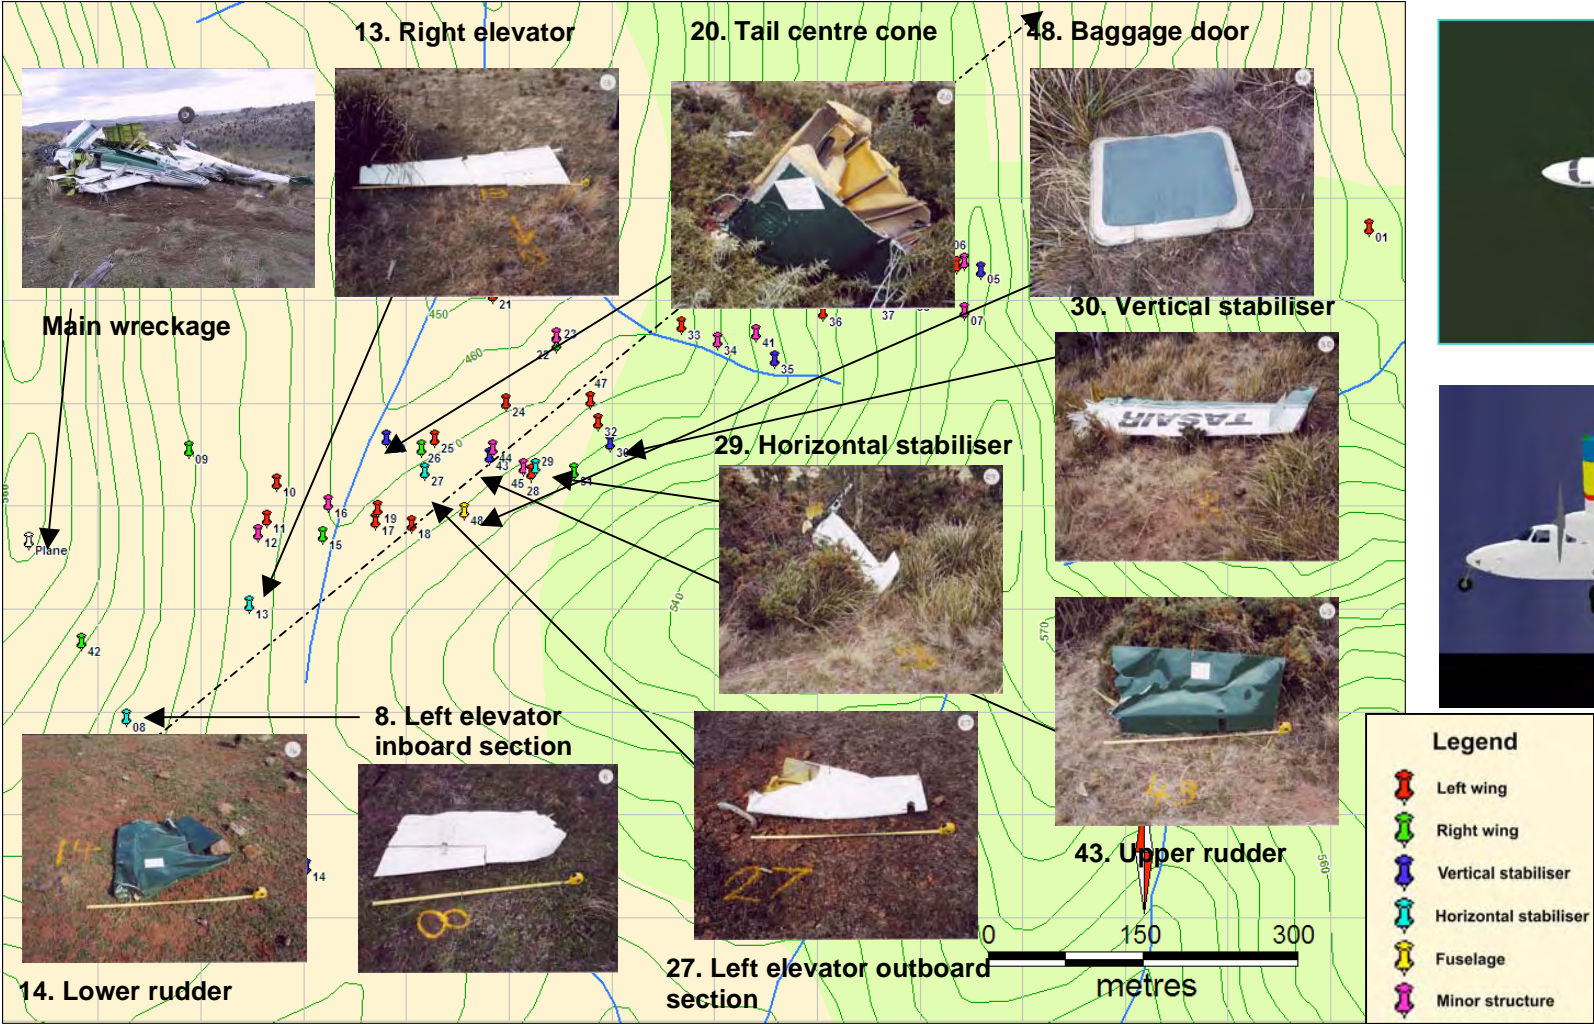 13. Right elevator
20. Tail centre cone
48. Baggage door
Main wreckage
30. Vertical stabiliser
29. Horizontal stabiliser
8. Left elevator
inboard section
43. Upper rudder
27. Left elevator outboard
section
14. Lower rudder
TASAIR
01
05
06
07
21
450
36
37
33
34
41
35
23
22
460
47
24
32
30
25
26
27
44
43
45
29
28
31
09
10
11
12
16
15
19
17
18
48
Plane
13
42
08
14
540
570
560
13
14
8
27
43
0 150 300
metres
Legend
Left wing
Right wing
Vertical stabiliser
Horizontal stabiliser
Fuselage
Minor structure